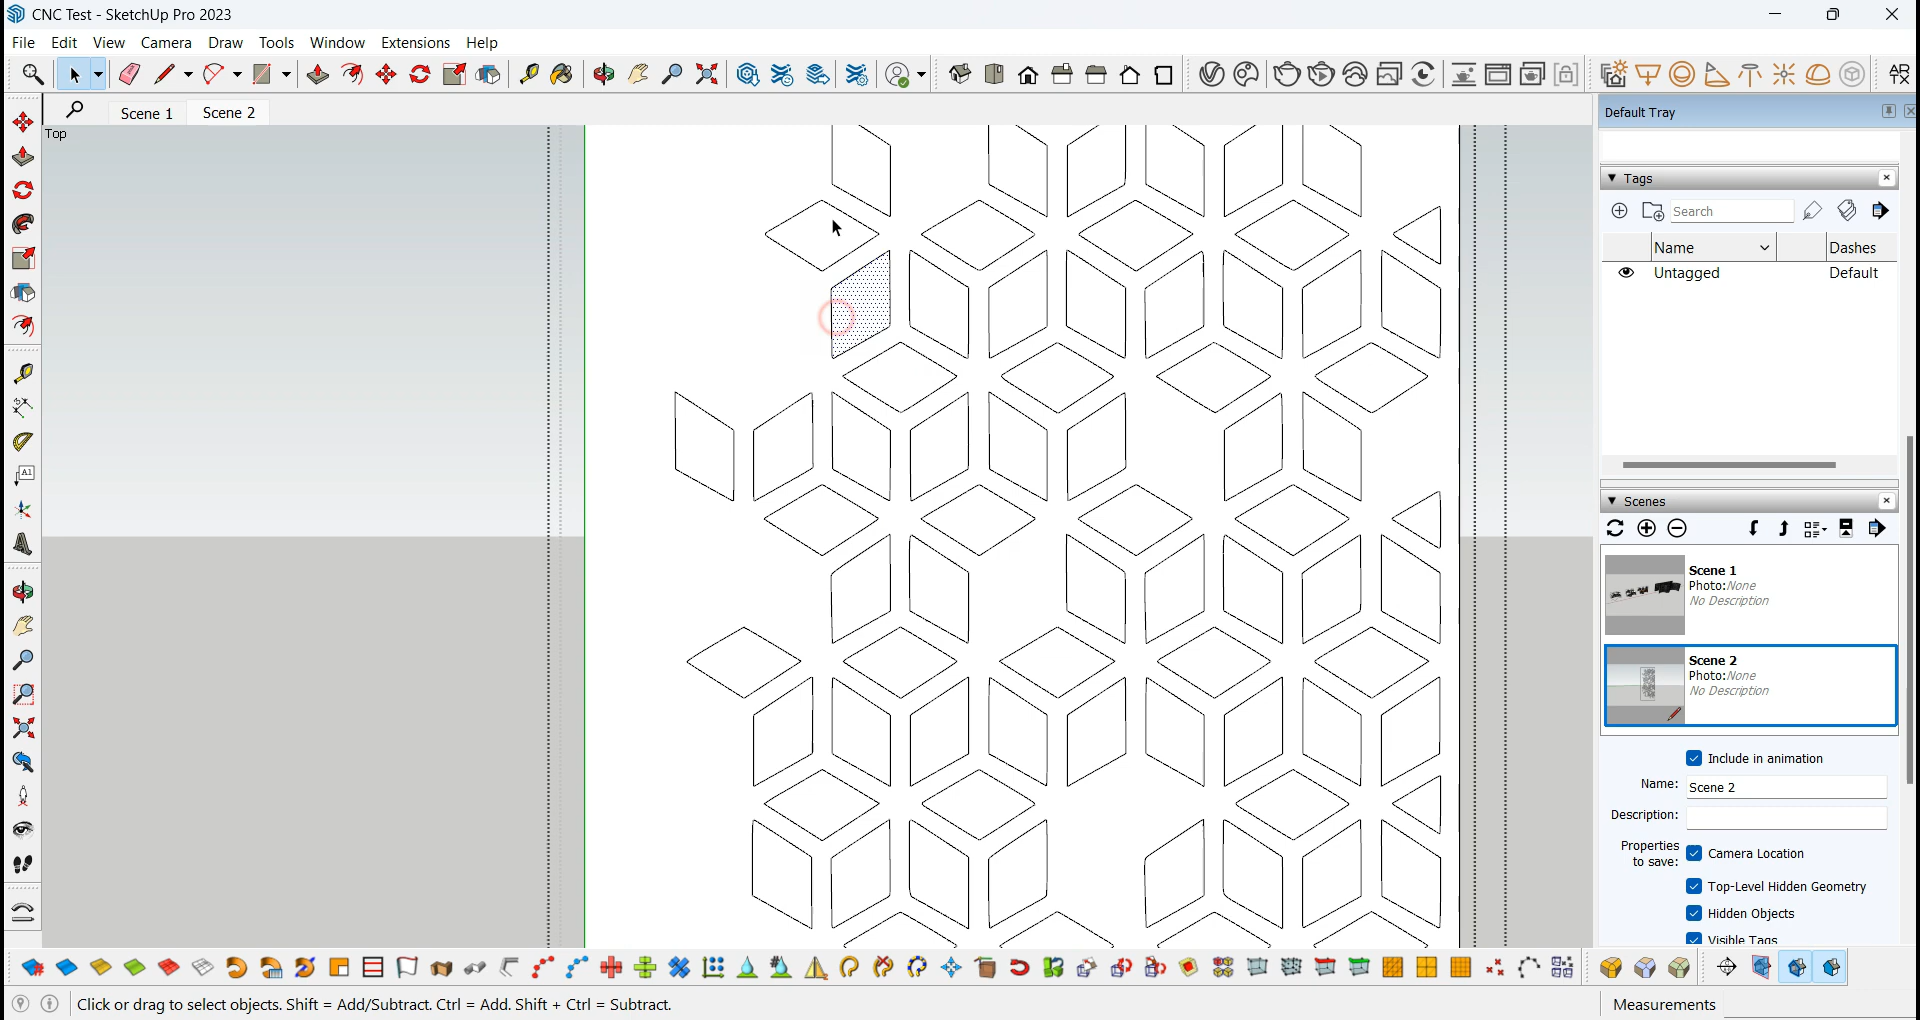 CNC Test - SketchUp Pro 2023
File Edit View Camera Draw Tools Window Extensions Help
Scene 1 Scene 2
Top
Default Tray
Tags
Search
Name Dashes
Untagged Default
A1
AR
TX
Scenes
Scene 1
Photo:None
No Description
Scene 2
Photo:None
No Description
Include in animation
Name: Scene 2
Description:
Properties
to save:
Camera Location
Top-Level Hidden Geometry
Hidden Objects
Visible Tags
Click or drag to select objects. Shift = Add/Subtract. Ctrl = Add. Shift + Ctrl = Subtract.
Measurements